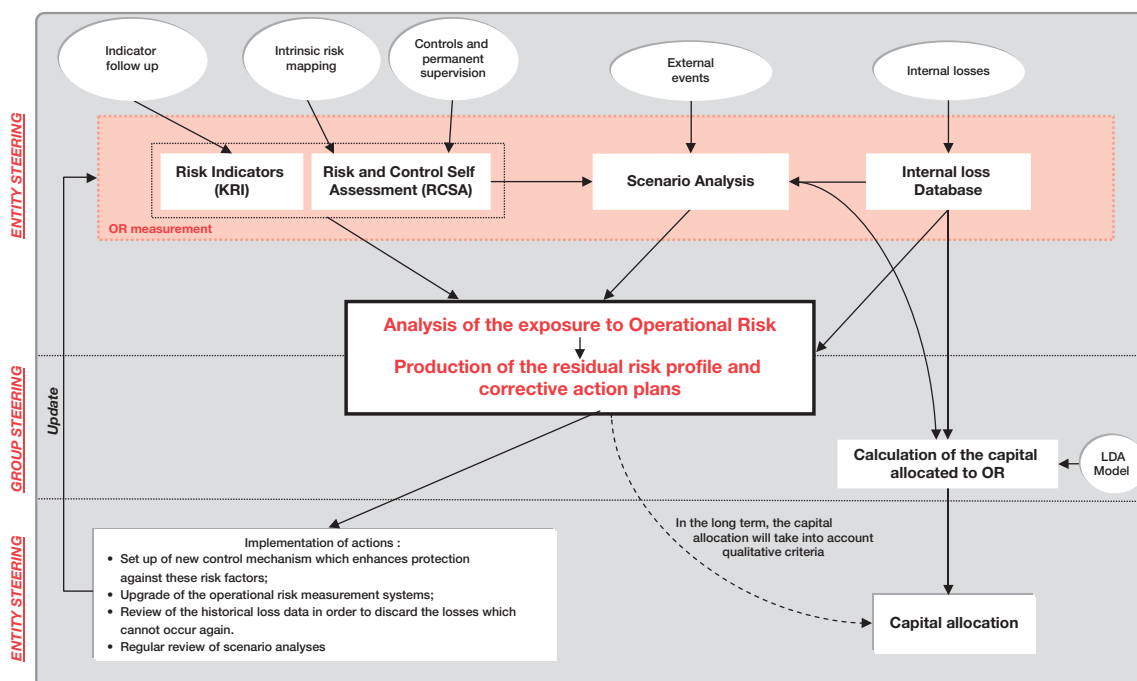 Indicator
follow up
Intrinsic risk
mapping
Controls and
permanent
supervision
External
events
Internal losses
ENTITY STEERING
Risk Indicators
(KRI)
Risk and Control Self
Assessment (RCSA)
Scenario Analysis
Internal loss
Database
OR measurement
Analysis of the exposure to Operational Risk
Production of the residual risk profile and
corrective action plans
GROUP STEERING
Update
Calculation of the capital
allocated to OR
LDA
Model
ENTITY STEERING
In the long term, the capital
allocation will take into account
qualitative criteria
Implementation of actions :
• Set up of new control mechanism which enhances protection
against these risk factors;
• Upgrade of the operational risk measurement systems;
• Review of the historical loss data in order to discard the losses which
cannot occur again.
• Regular review of scenario analyses
Capital allocation